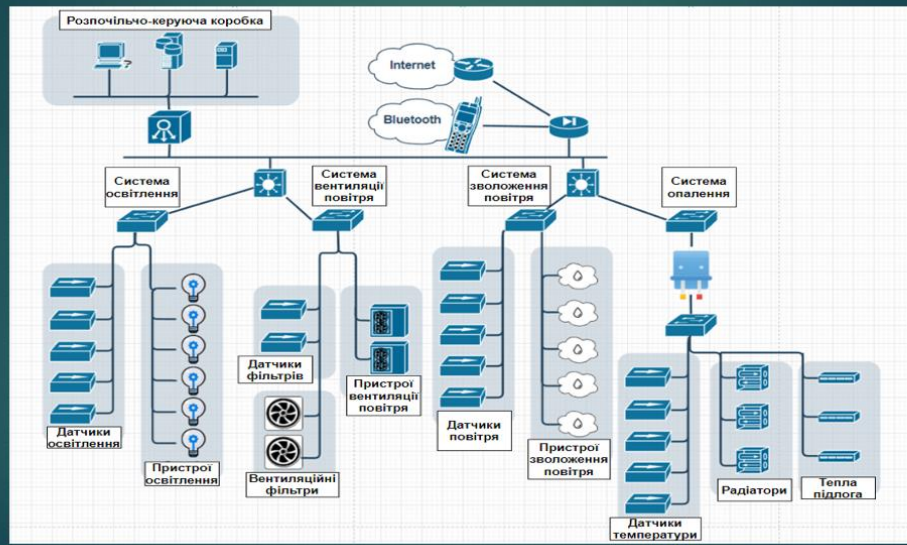 Розпочільчо-керуюча коробка
?
Internet
Bluetooth
Система
освітлення
Система
вентиляції
повітря
Система
зволоження
повітря
Система
опалення
Датчики
освітлення
Пристрої
освітлення
Датчики
фільтрів
Вентиляційні
фільтри
Пристрої
вентиляції
повітря
Датчики
повітря
Пристрої
зволоження
повітря
Датчики
температури
Радіатори
Тепла
підлога